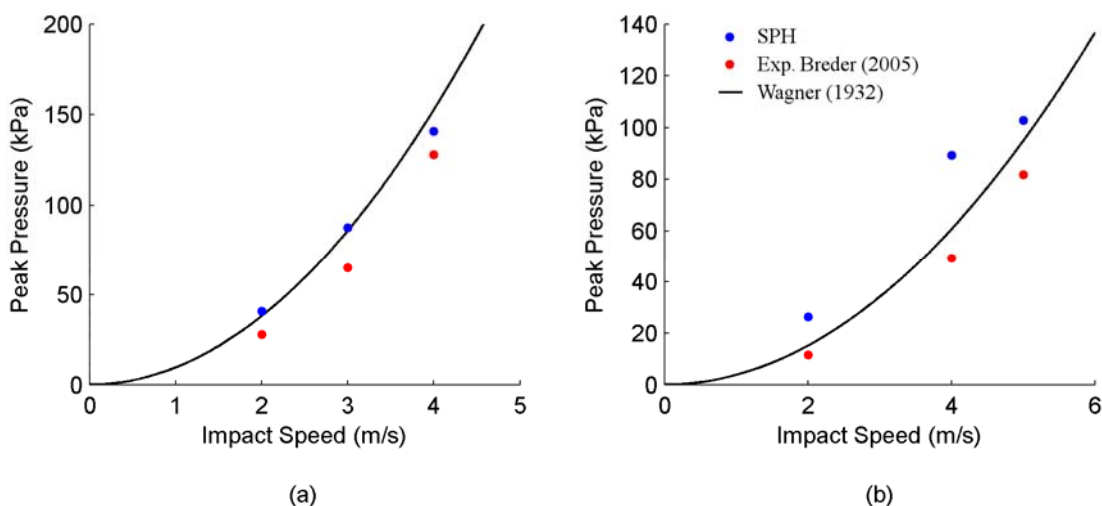 200
150
100
50
0
Peak Pressure (kPa)
0 1 2 3 4 5
Impact Speed (m/s)
(a)
140
120
100
80
60
40
20
0
Peak Pressure (kPa)
SPH
Exp. Breder (2005)
Wagner (1932)
0 2 4 6
Impact Speed (m/s)
(b)